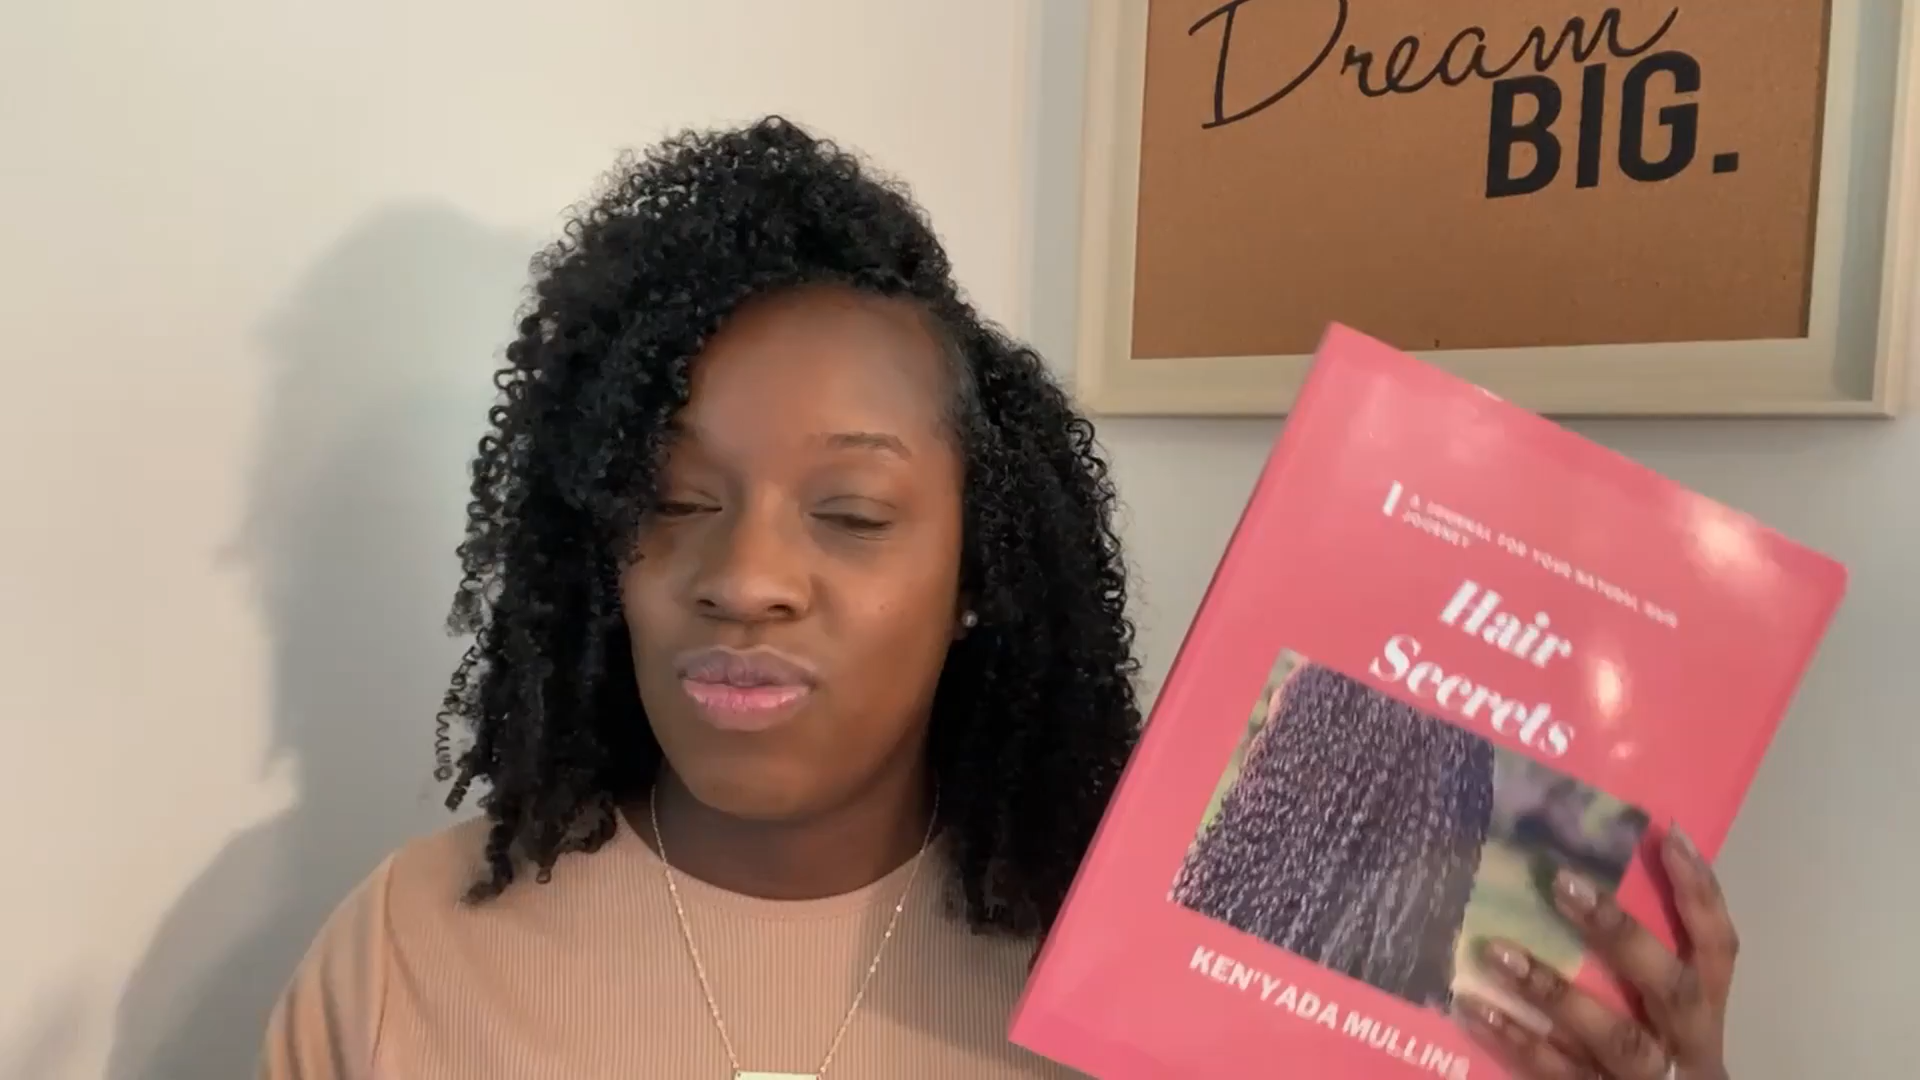 Dream
BIG.
A JOURNAL FOR YOUR NATURAL HAIR
JOURNEY
Hair
Secrets
KEN'YADA MULLINS